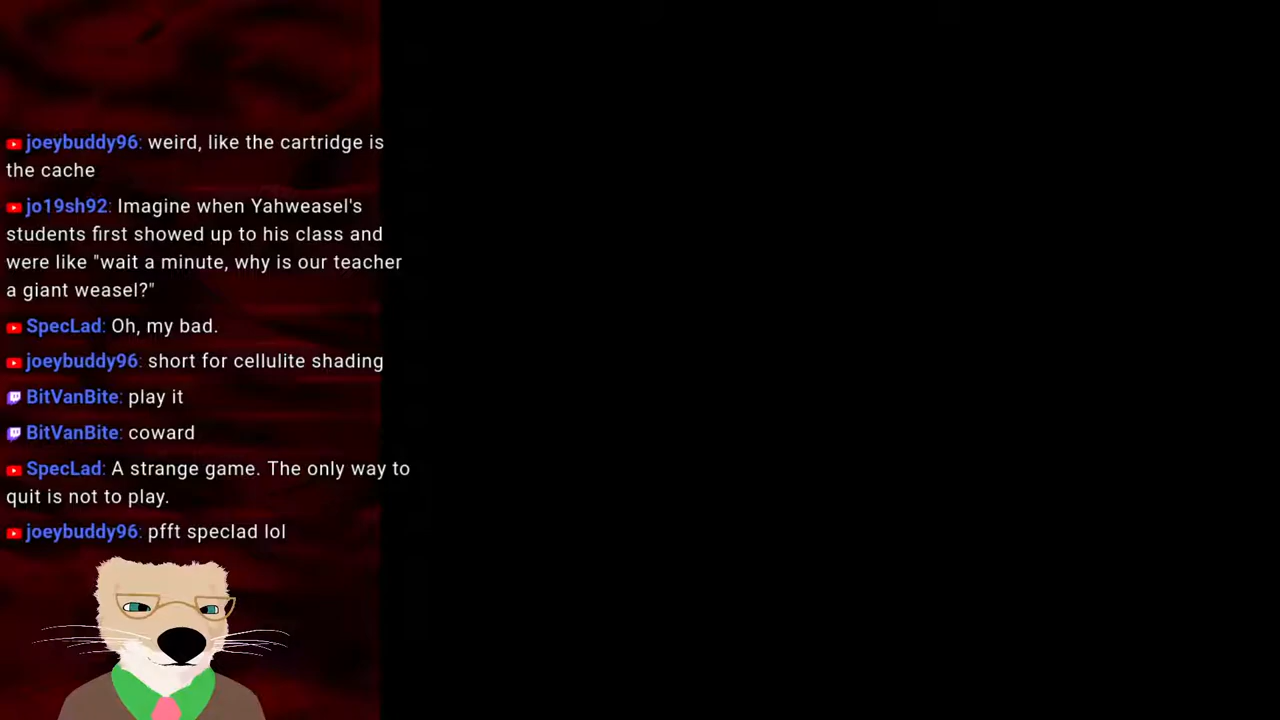 joeybuddy96: weird, like the cartridge is
the cache
jo19sh92: Imagine when Yahweasel's
students first showed up to his class and
were like "wait a minute, why is our teacher
a giant weasel?"
SpecLad: Oh, my bad.
joeybuddy96: short for cellulite shading
BitVanBite: play it
BitVanBite: coward
SpecLad: A strange game. The only way to
quit is not to play.
joeybuddy96: pfft speclad lol